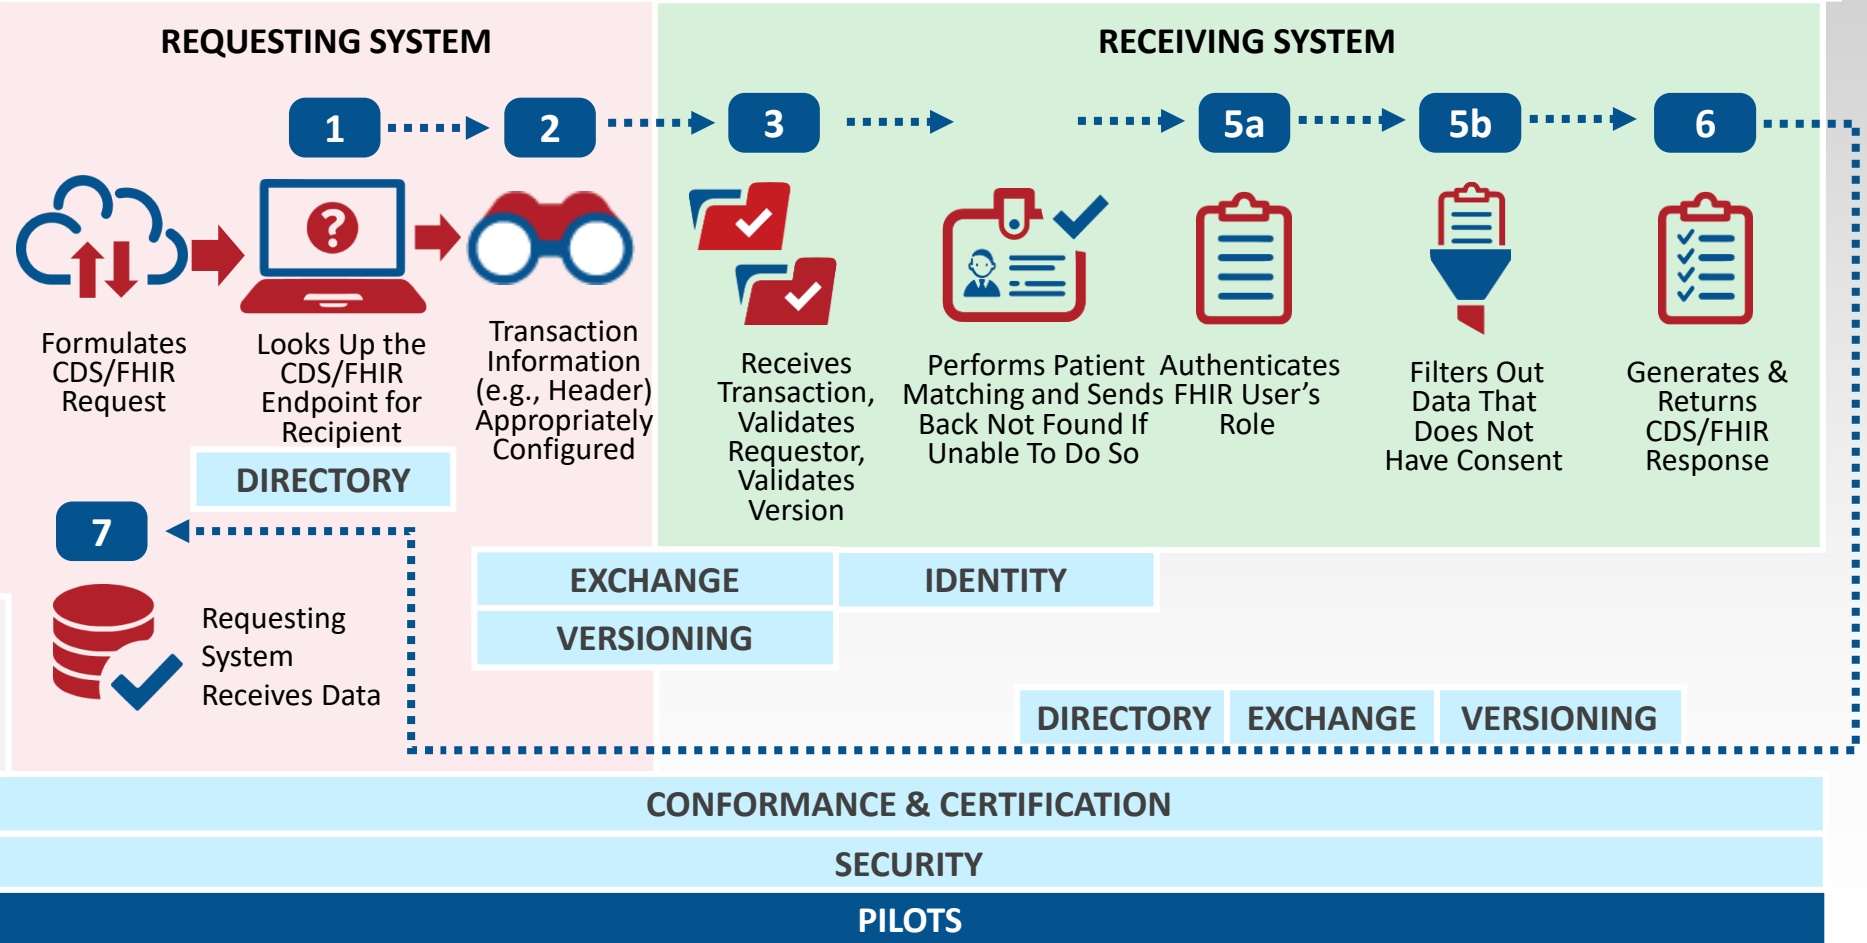 REQUESTING SYSTEM
RECEIVING SYSTEM
1
2
3
5a
5b
6
?
Formulates
CDS/FHIR
Request
Looks Up the
CDS/FHIR
Endpoint for
Recipient
Transaction
Information
(e.g., Header)
Appropriately
Configured
Receives
Transaction,
Validates
Requestor,
Validates
Version
Performs Patient
Matching and Sends
Back Not Found If
Unable To Do So
Authenticates
FHIR User’s
Role
Filters Out
Data That
Does Not
Have Consent
Generates &
Returns
CDS/FHIR
Response
DIRECTORY
7
Requesting
System
Receives Data
EXCHANGE
IDENTITY
VERSIONING
DIRECTORY
EXCHANGE
VERSIONING
CONFORMANCE & CERTIFICATION
SECURITY
PILOTS